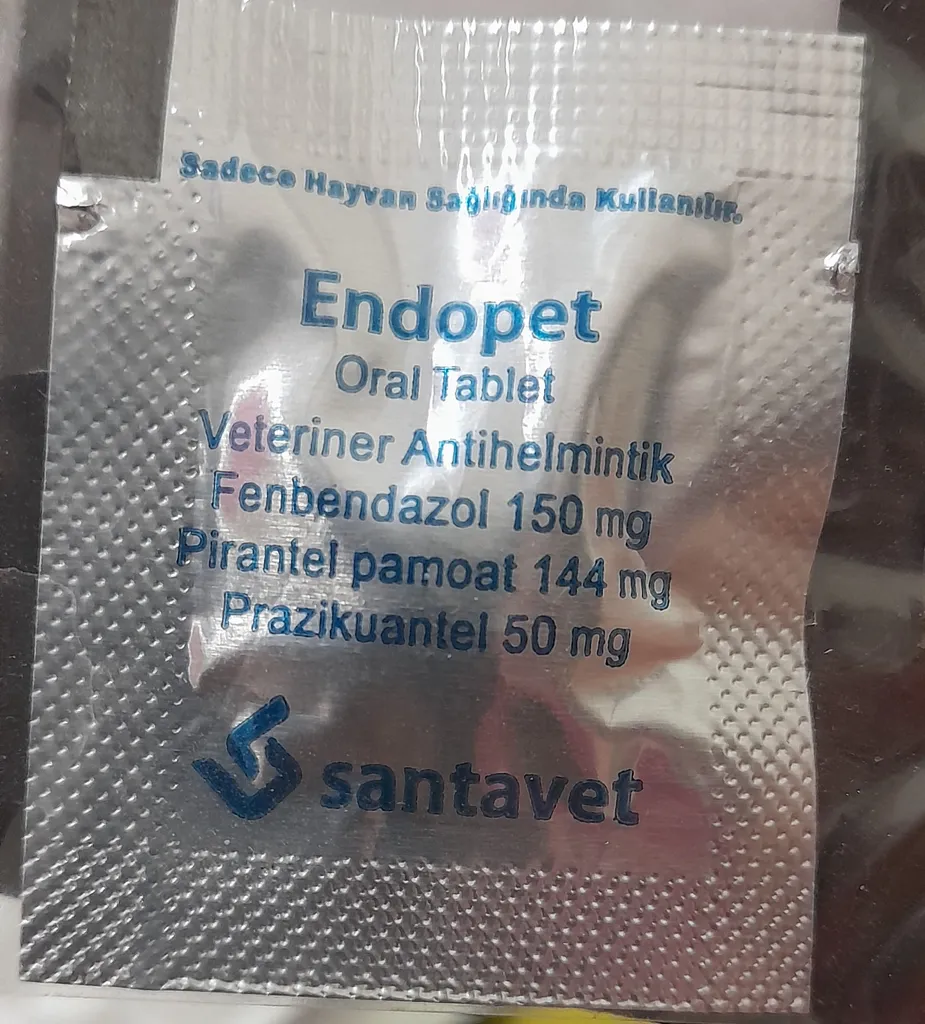 Sadece Hayvan Sağlığında Kullanılır.
Endopet
Oral Tablet
Veteriner Antihelmintik
Fenbendazol 150 mg
Pirantel pamoat 144 mg
Prazikuantel 50 mg
santavet